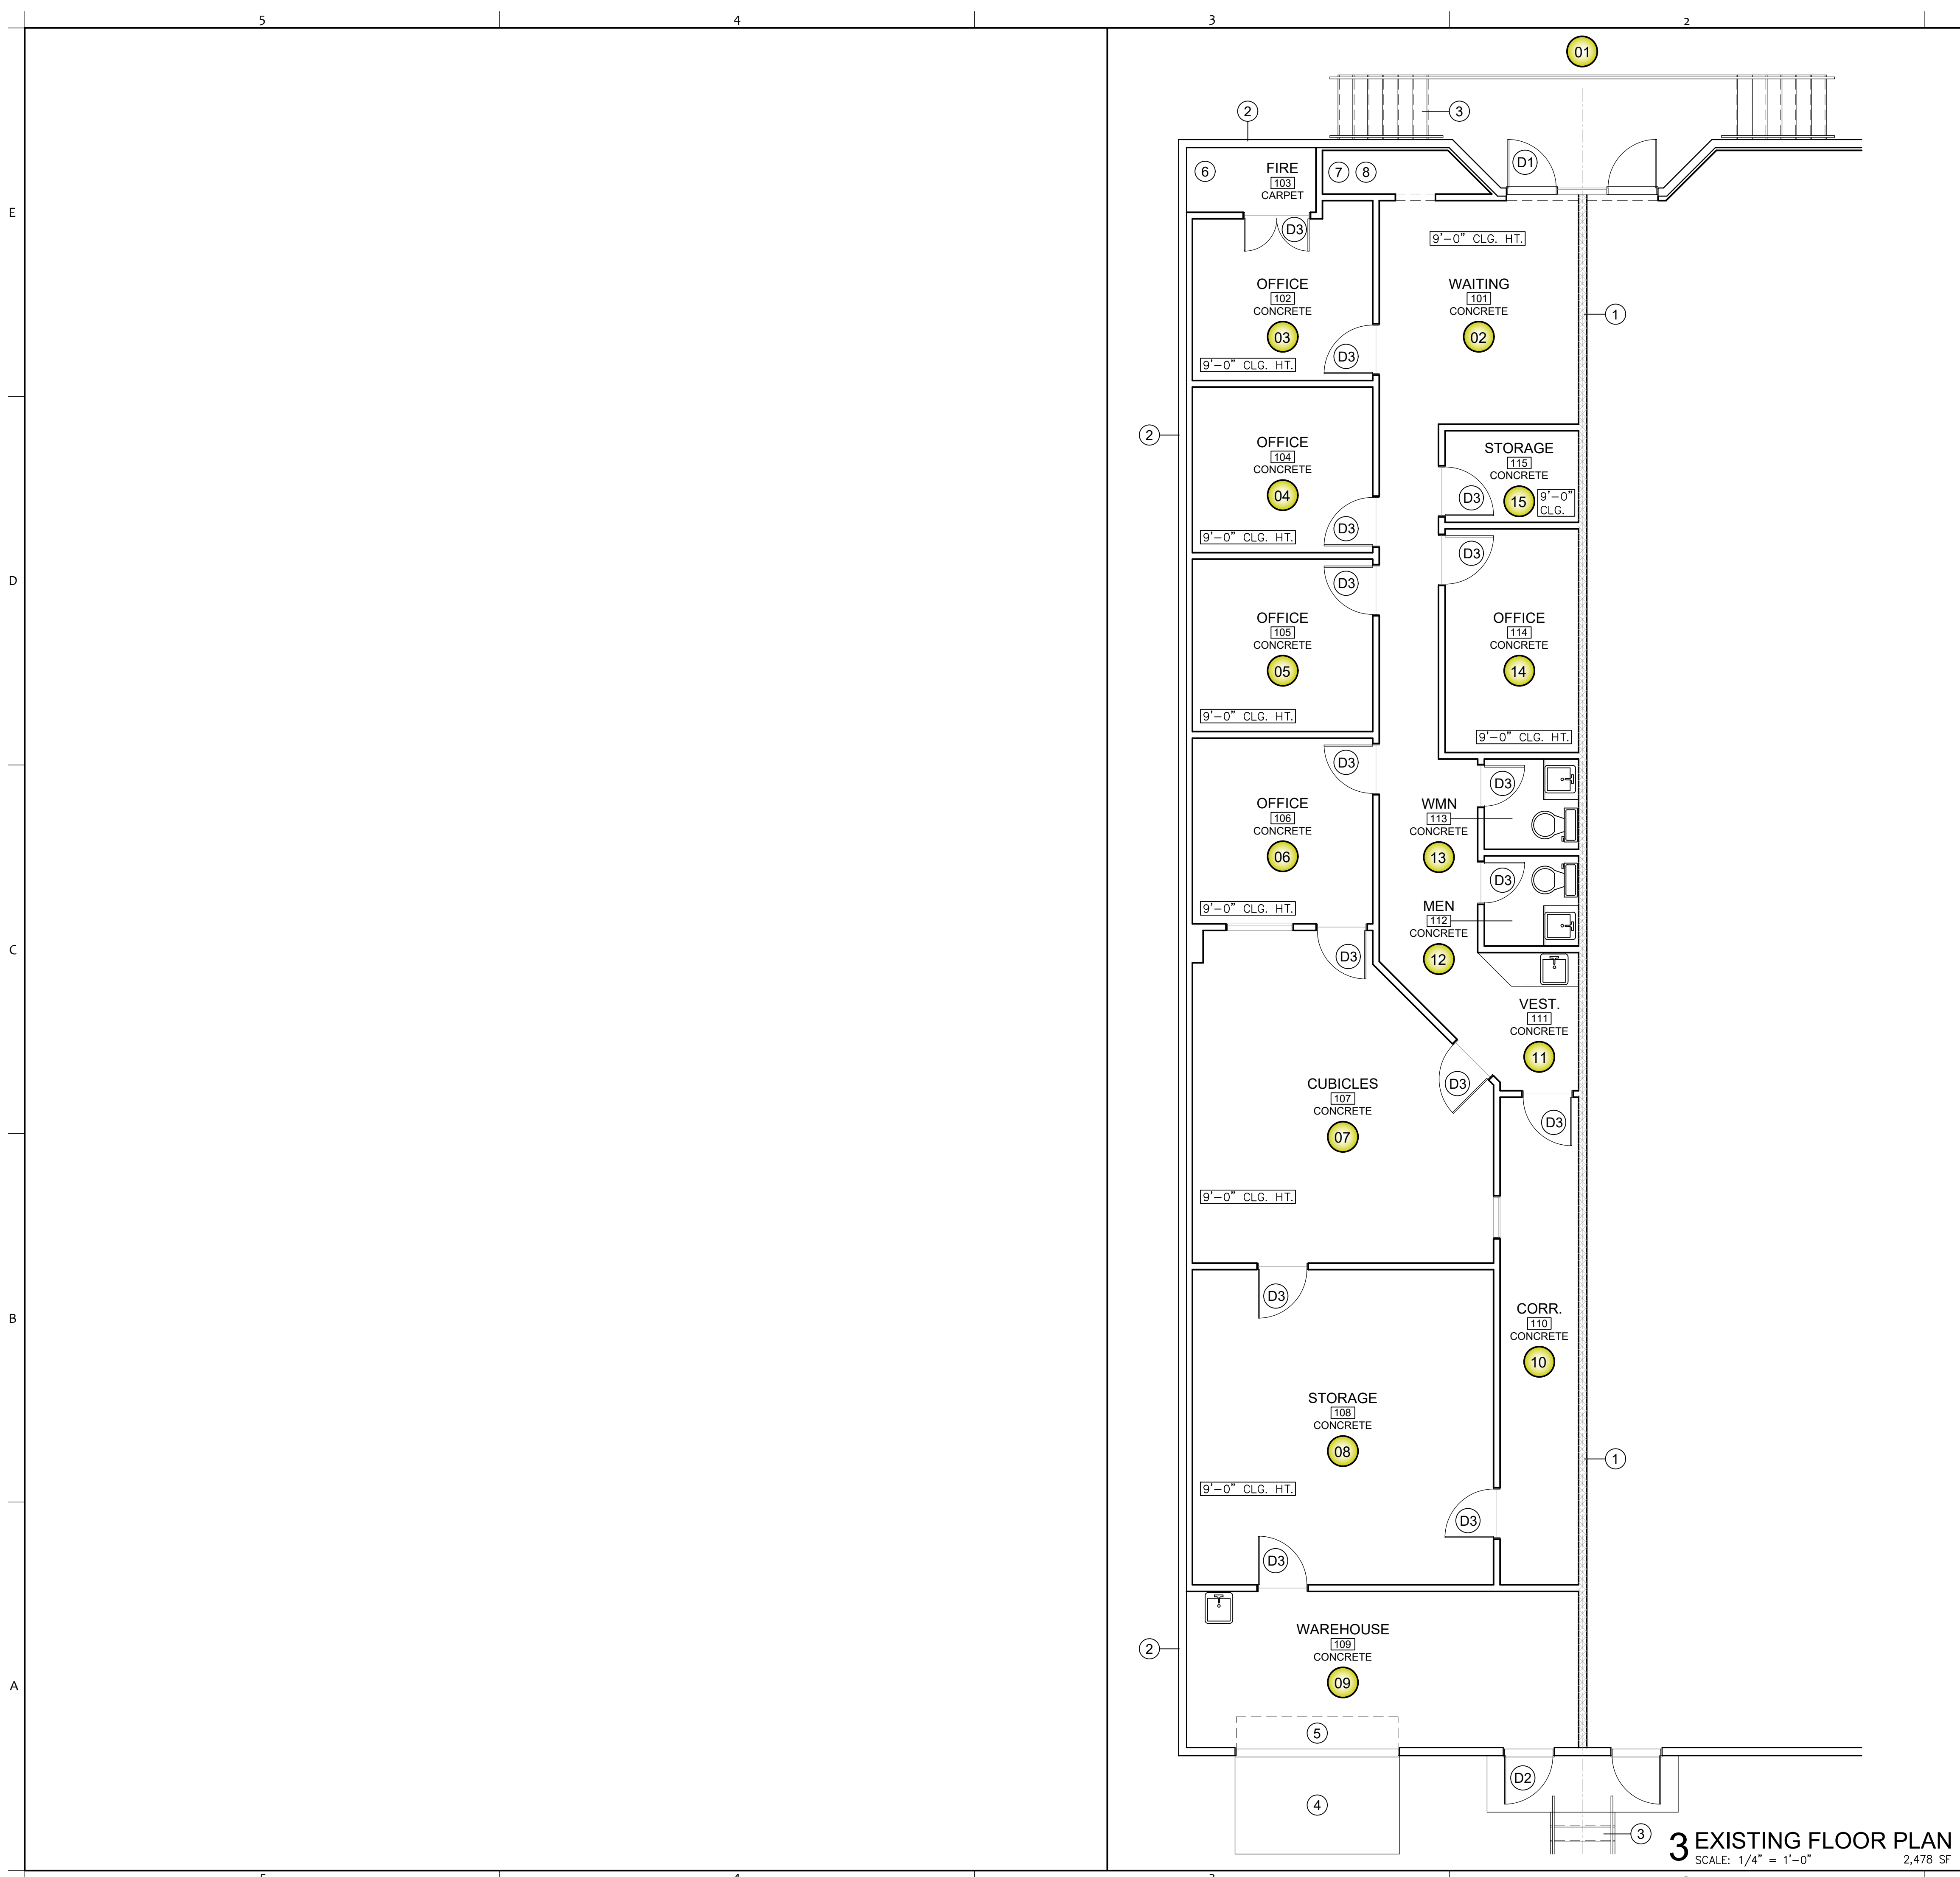 5
4
3
2
01
2
3
D1
6
FIRE
103
CARPET
7
8
E
D3
9'-0" CLG. HT.
OFFICE
102
CONCRETE
03
WAITING
101
CONCRETE
02
1
D3
9'-0" CLG. HT.
2
OFFICE
104
CONCRETE
04
STORAGE
115
CONCRETE
15
9'-0"
CLG.
D3
D3
9'-0" CLG. HT.
D3
D
D3
OFFICE
105
CONCRETE
05
OFFICE
114
CONCRETE
14
9'-0" CLG. HT.
9'-0" CLG. HT.
D3
D3
OFFICE
106
CONCRETE
06
WMN
113
CONCRETE
13
D3
9'-0" CLG. HT.
MEN
112
CONCRETE
12
C
D3
VEST.
111
CONCRETE
11
CUBICLES
107
CONCRETE
07
D3
D3
9'-0" CLG. HT.
D3
B
CORR.
110
CONCRETE
10
STORAGE
108
CONCRETE
08
1
9'-0" CLG. HT.
D3
D3
2
WAREHOUSE
109
CONCRETE
09
A
5
D2
4
3
3 EXISTING FLOOR PLAN
SCALE: 1/4" = 1'-0"
2,478 SF